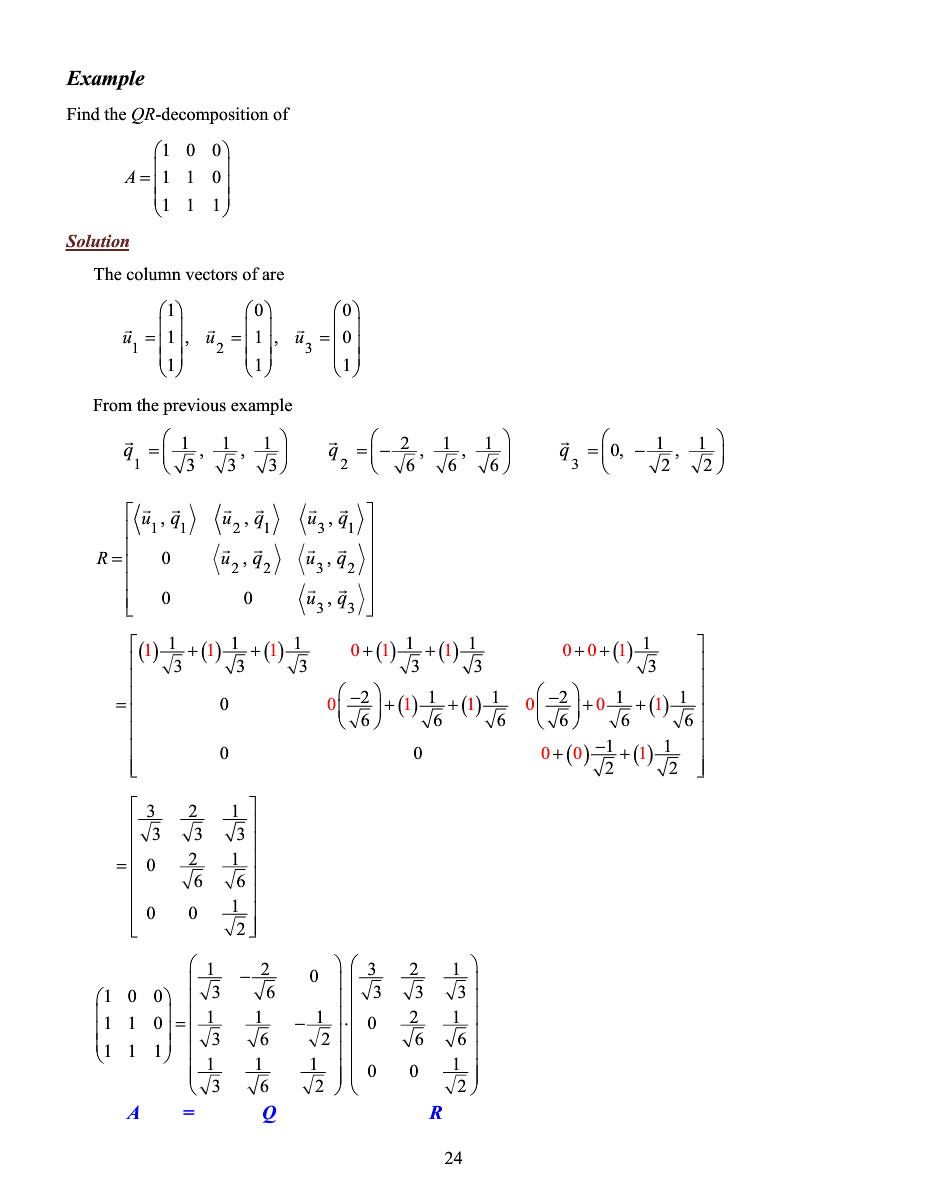 Example
Find the QR-decomposition of
A = \begin{pmatrix} 1 & 0 & 0 \\ 1 & 1 & 0 \\ 1 & 1 & 1 \end{pmatrix}
Solution
The column vectors of are
\vec{u}_1 = \begin{pmatrix} 1 \\ 1 \\ 1 \end{pmatrix}, \vec{u}_2 = \begin{pmatrix} 0 \\ 1 \\ 1 \end{pmatrix}, \vec{u}_3 = \begin{pmatrix} 0 \\ 0 \\ 1 \end{pmatrix}
From the previous example
\vec{q}_1 = \left( \frac{1}{\sqrt{3}}, \frac{1}{\sqrt{3}}, \frac{1}{\sqrt{3}} \right) \vec{q}_2 = \left( -\frac{2}{\sqrt{6}}, \frac{1}{\sqrt{6}}, \frac{1}{\sqrt{6}} \right) \vec{q}_3 = \left( 0, -\frac{1}{\sqrt{2}}, \frac{1}{\sqrt{2}} \right)
R = \begin{bmatrix} \langle \vec{u}_1, \vec{q}_1 \rangle & \langle \vec{u}_2, \vec{q}_1 \rangle & \langle \vec{u}_3, \vec{q}_1 \rangle \\ 0 & \langle \vec{u}_2, \vec{q}_2 \rangle & \langle \vec{u}_3, \vec{q}_2 \rangle \\ 0 & 0 & \langle \vec{u}_3, \vec{q}_3 \rangle \end{bmatrix}
= \begin{bmatrix} (1)\frac{1}{\sqrt{3}} + (1)\frac{1}{\sqrt{3}} + (1)\frac{1}{\sqrt{3}} & 0 + (1)\frac{1}{\sqrt{3}} + (1)\frac{1}{\sqrt{3}} & 0 + 0 + (1)\frac{1}{\sqrt{3}} \\ 0 & 0\left(\frac{-2}{\sqrt{6}}\right) + (1)\frac{1}{\sqrt{6}} + (1)\frac{1}{\sqrt{6}} & 0\left(\frac{-2}{\sqrt{6}}\right) + 0\frac{1}{\sqrt{6}} + (1)\frac{1}{\sqrt{6}} \\ 0 & 0 & 0 + (0)\frac{-1}{\sqrt{2}} + (1)\frac{1}{\sqrt{2}} \end{bmatrix}
= \begin{bmatrix} \frac{3}{\sqrt{3}} & \frac{2}{\sqrt{3}} & \frac{1}{\sqrt{3}} \\ 0 & \frac{2}{\sqrt{6}} & \frac{1}{\sqrt{6}} \\ 0 & 0 & \frac{1}{\sqrt{2}} \end{bmatrix}
\begin{pmatrix} 1 & 0 & 0 \\ 1 & 1 & 0 \\ 1 & 1 & 1 \end{pmatrix} = \begin{pmatrix} \frac{1}{\sqrt{3}} & -\frac{2}{\sqrt{6}} & 0 \\ \frac{1}{\sqrt{3}} & \frac{1}{\sqrt{6}} & -\frac{1}{\sqrt{2}} \\ \frac{1}{\sqrt{3}} & \frac{1}{\sqrt{6}} & \frac{1}{\sqrt{2}} \end{pmatrix} \cdot \begin{pmatrix} \frac{3}{\sqrt{3}} & \frac{2}{\sqrt{3}} & \frac{1}{\sqrt{3}} \\ 0 & \frac{2}{\sqrt{6}} & \frac{1}{\sqrt{6}} \\ 0 & 0 & \frac{1}{\sqrt{2}} \end{pmatrix}
A = Q R
24